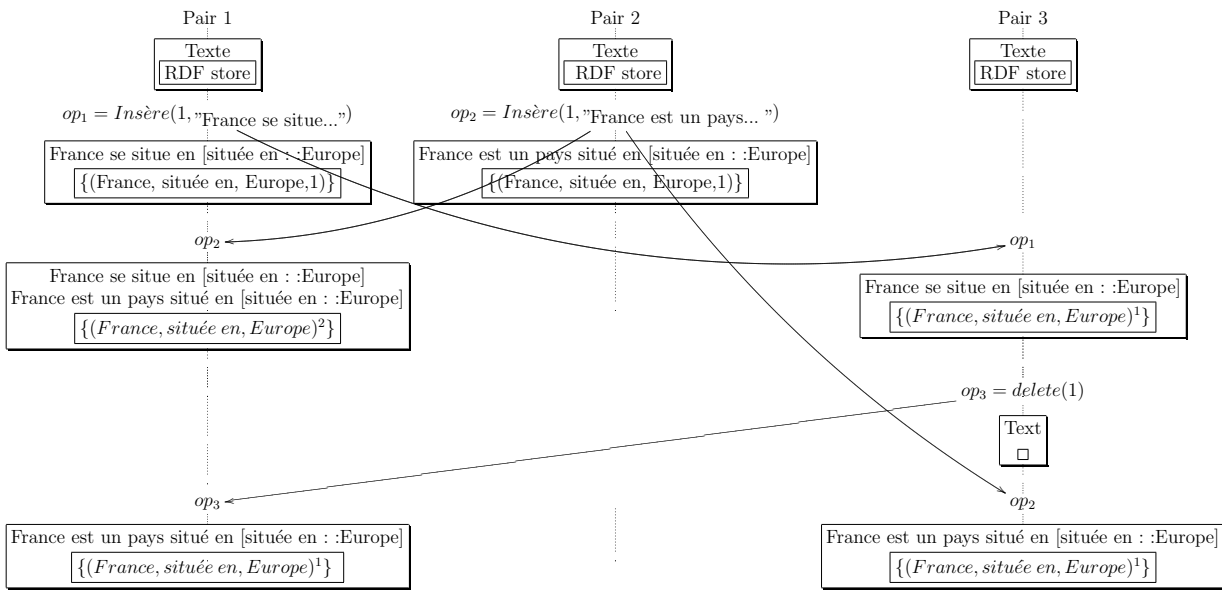 Pair 1
Pair 2
Pair 3
Texte
RDF store
Texte
RDF store
Texte
RDF store
op₁ = Insère(1, "France se situe...")
op₂ = Insère(1, "France est un pays... ")
France se situe en [située en : :Europe]
{(France, située en, Europe,1)}
France est un pays situé en [située en : :Europe]
{(France, située en, Europe,1)}
op₂
op₁
France se situe en [située en : :Europe]
France est un pays situé en [située en : :Europe]
{(France, située en, Europe)²}
France se situe en [située en : :Europe]
{(France, située en, Europe)¹}
op₃ = delete(1)
Text
op₃
op₂
France est un pays situé en [située en : :Europe]
{(France, située en, Europe)¹}
France est un pays situé en [située en : :Europe]
{(France, située en, Europe)¹}